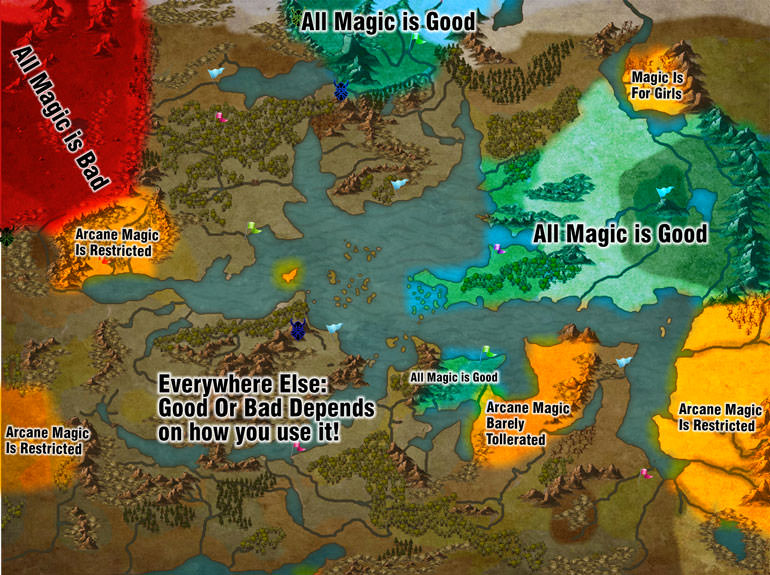 All Magic is Good
All Magic is Bad
Magic Is
For Girls
Arcane Magic
Is Restricted
All Magic is Good
Everywhere Else:
Good Or Bad Depends
on how you use it!
All Magic is Good
Arcane Magic
Barely
Tollerated
Arcane Magic
Is Restricted
Arcane Magic
Is Restricted